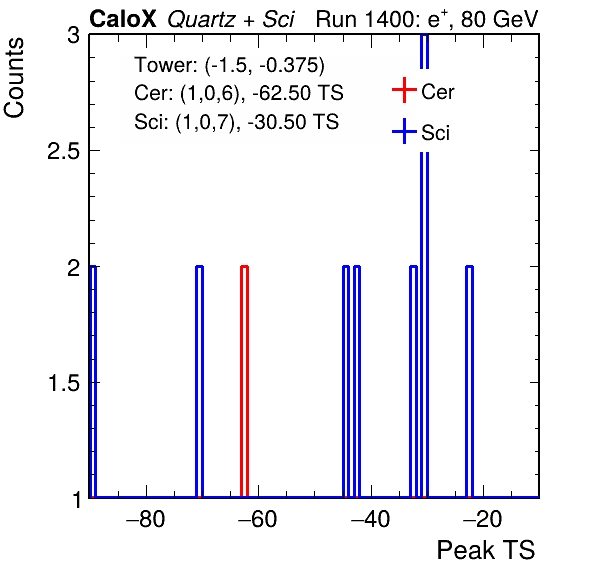 CaloX Quartz + Sci Run 1400: e⁺, 80 GeV
Counts
3
2.5
2
1.5
1
Tower: (-1.5, -0.375)
Cer: (1,0,6), -62.50 TS
Sci: (1,0,7), -30.50 TS
Cer
Sci
−80 −60 −40 −20
Peak TS